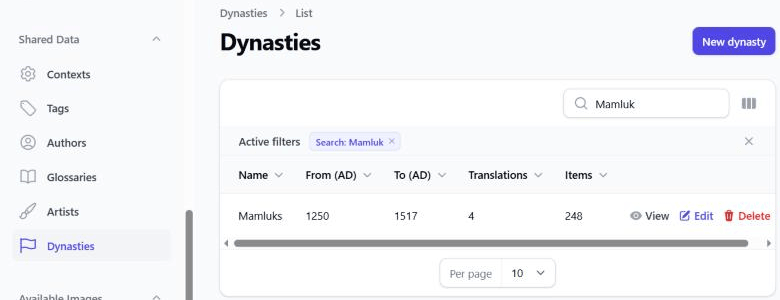 Dynasties > List
Shared Data
Dynasties
New dynasty
Contexts
Tags
Mamluk
Authors
Active filters Search: Mamluk ×
Glossaries
Name From (AD) To (AD) Translations Items
Artists
Mamluks 1250 1517 4 248 View Edit Delete
Dynasties
Per page 10
Available Images